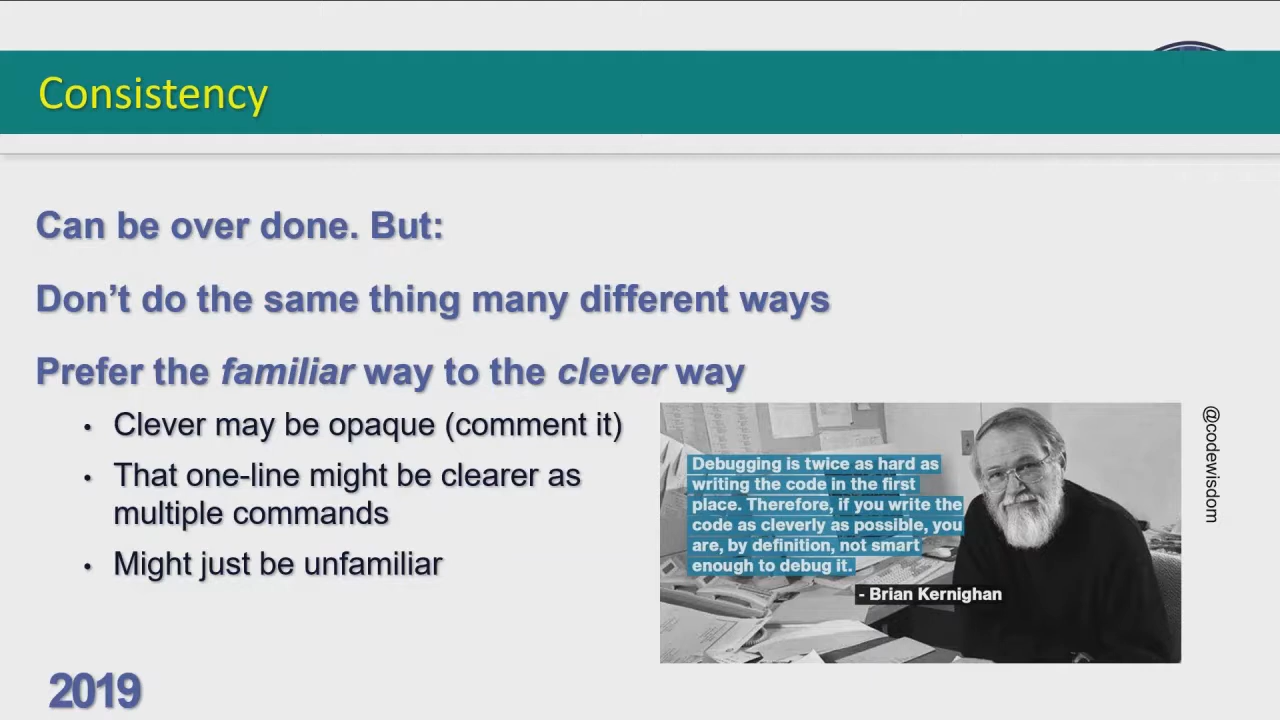 Consistency
Can be over done. But:
Don’t do the same thing many different ways
Prefer the familiar way to the clever way
• Clever may be opaque (comment it)
• That one-line might be clearer as
multiple commands
• Might just be unfamiliar
Debugging is twice as hard as
writing the code in the first
place. Therefore, if you write the
code as cleverly as possible, you
are, by definition, not smart
enough to debug it.
- Brian Kernighan
@codewisdom
2019